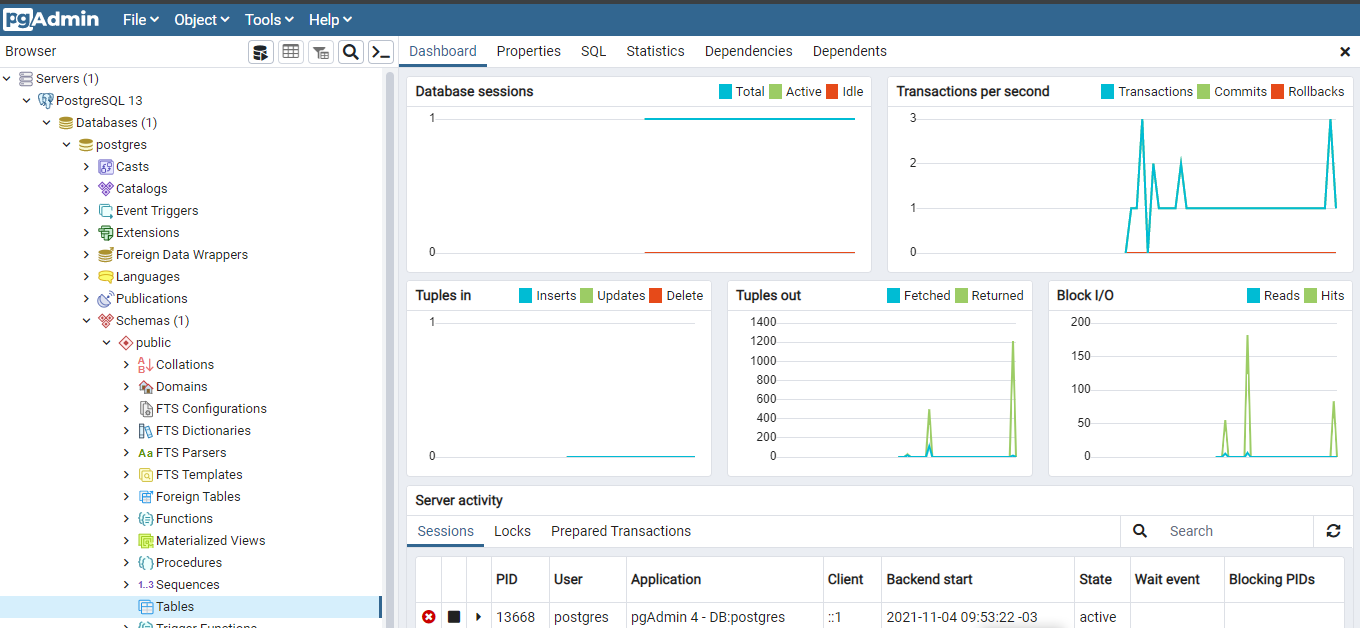 pgAdmin File Object Tools Help
Browser
Dashboard Properties SQL Statistics Dependencies Dependents
Servers (1)
PostgreSQL 13
Databases (1)
postgres
Casts
Catalogs
Event Triggers
Extensions
Foreign Data Wrappers
Languages
Publications
Schemas (1)
public
Collations
Domains
FTS Configurations
FTS Dictionaries
Aa FTS Parsers
FTS Templates
Foreign Tables
Functions
Materialized Views
Procedures
1..3 Sequences
Tables
Trigger Functions
Database sessions Total Active Idle
1
0
Transactions per second Transactions Commits Rollbacks
3
2
1
0
Tuples in Inserts Updates Delete
1
0
Tuples out Fetched Returned
1400
1200
1000
800
600
400
200
0
Block I/O Reads Hits
200
150
100
50
0
Server activity
Sessions Locks Prepared Transactions Search
PID User Application Client Backend start State Wait event Blocking PIDs
13668 postgres pgAdmin 4 - DB:postgres ::1 2021-11-04 09:53:22 -03 active